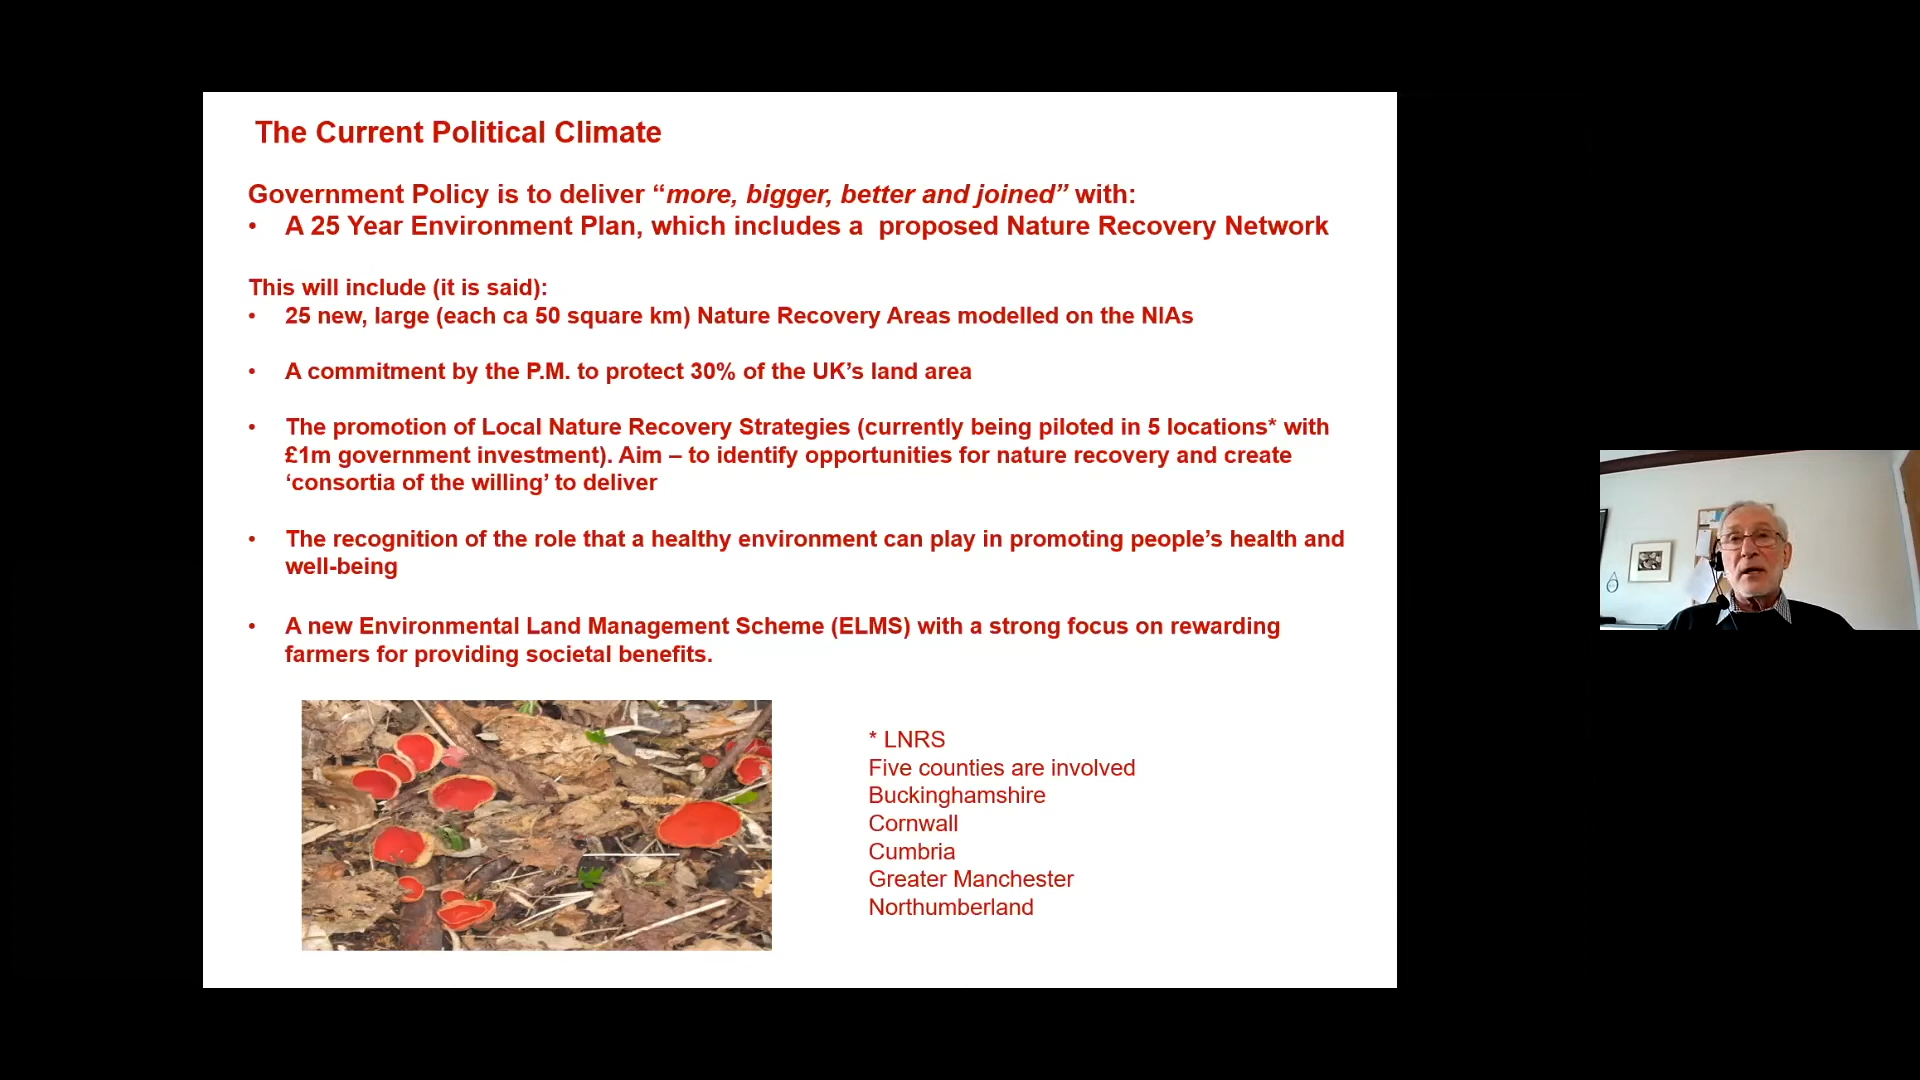 The Current Political Climate
Government Policy is to deliver “more, bigger, better and joined” with:
• A 25 Year Environment Plan, which includes a  proposed Nature Recovery Network
This will include (it is said):
• 25 new, large (each ca 50 square km) Nature Recovery Areas modelled on the NIAs
• A commitment by the P.M. to protect 30% of the UK’s land area
• The promotion of Local Nature Recovery Strategies (currently being piloted in 5 locations* with
£1m government investment). Aim – to identify opportunities for nature recovery and create
‘consortia of the willing’ to deliver
• The recognition of the role that a healthy environment can play in promoting people’s health and
well-being
• A new Environmental Land Management Scheme (ELMS) with a strong focus on rewarding
farmers for providing societal benefits.
* LNRS
Five counties are involved
Buckinghamshire
Cornwall
Cumbria
Greater Manchester
Northumberland